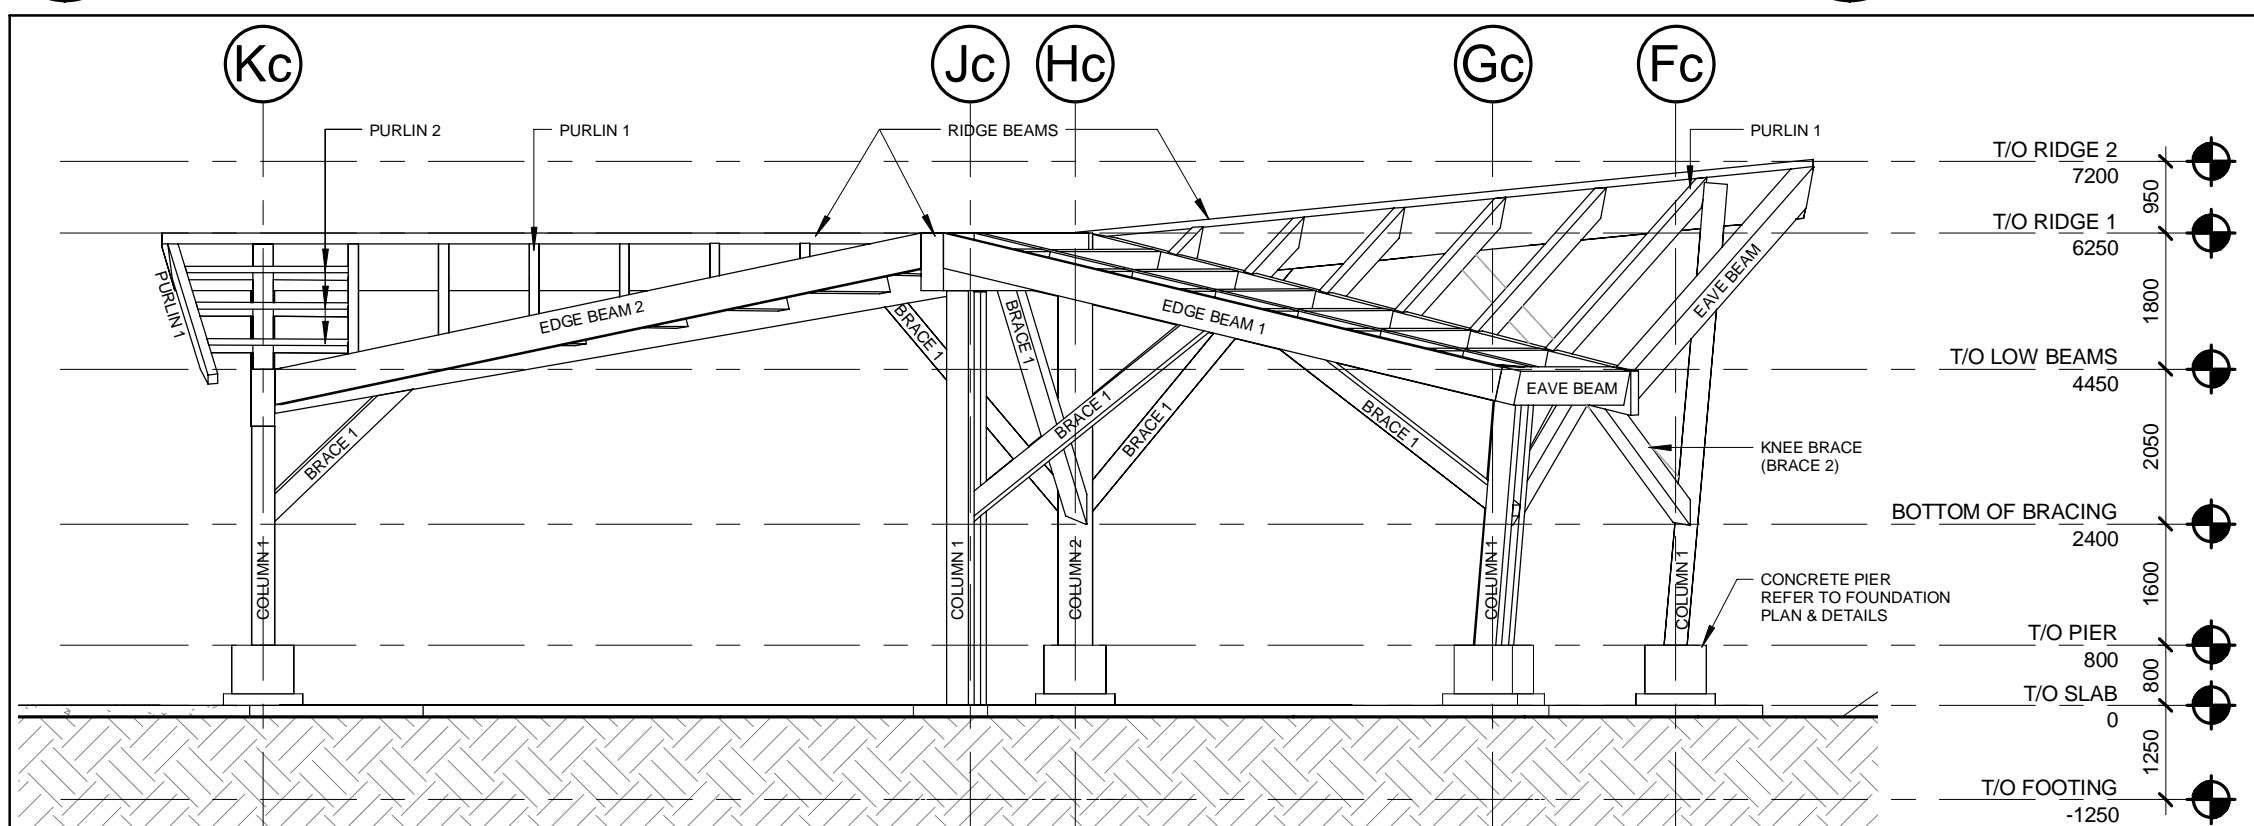 Kc
Jc
Hc
Gc
Fc
PURLIN 2
PURLIN 1
RIDGE BEAMS
PURLIN 1
T/O RIDGE 2
7200
950
T/O RIDGE 1
6250
1800
PURLIN 1
EDGE BEAM 2
BRACE 1
BRACE 1
EDGE BEAM 1
EAVE BEAM
T/O LOW BEAMS
4450
EAVE BEAM
BRACE 1
BRACE 1
BRACE 1
BRACE 1
KNEE BRACE
(BRACE 2)
2050
BOTTOM OF BRACING
2400
COLUMN 1
COLUMN 1
COLUMN 2
COLUMN 1
COLUMN 1
CONCRETE PIER
REFER TO FOUNDATION
PLAN & DETAILS
1600
T/O PIER
800
800
T/O SLAB
0
1250
T/O FOOTING
-1250